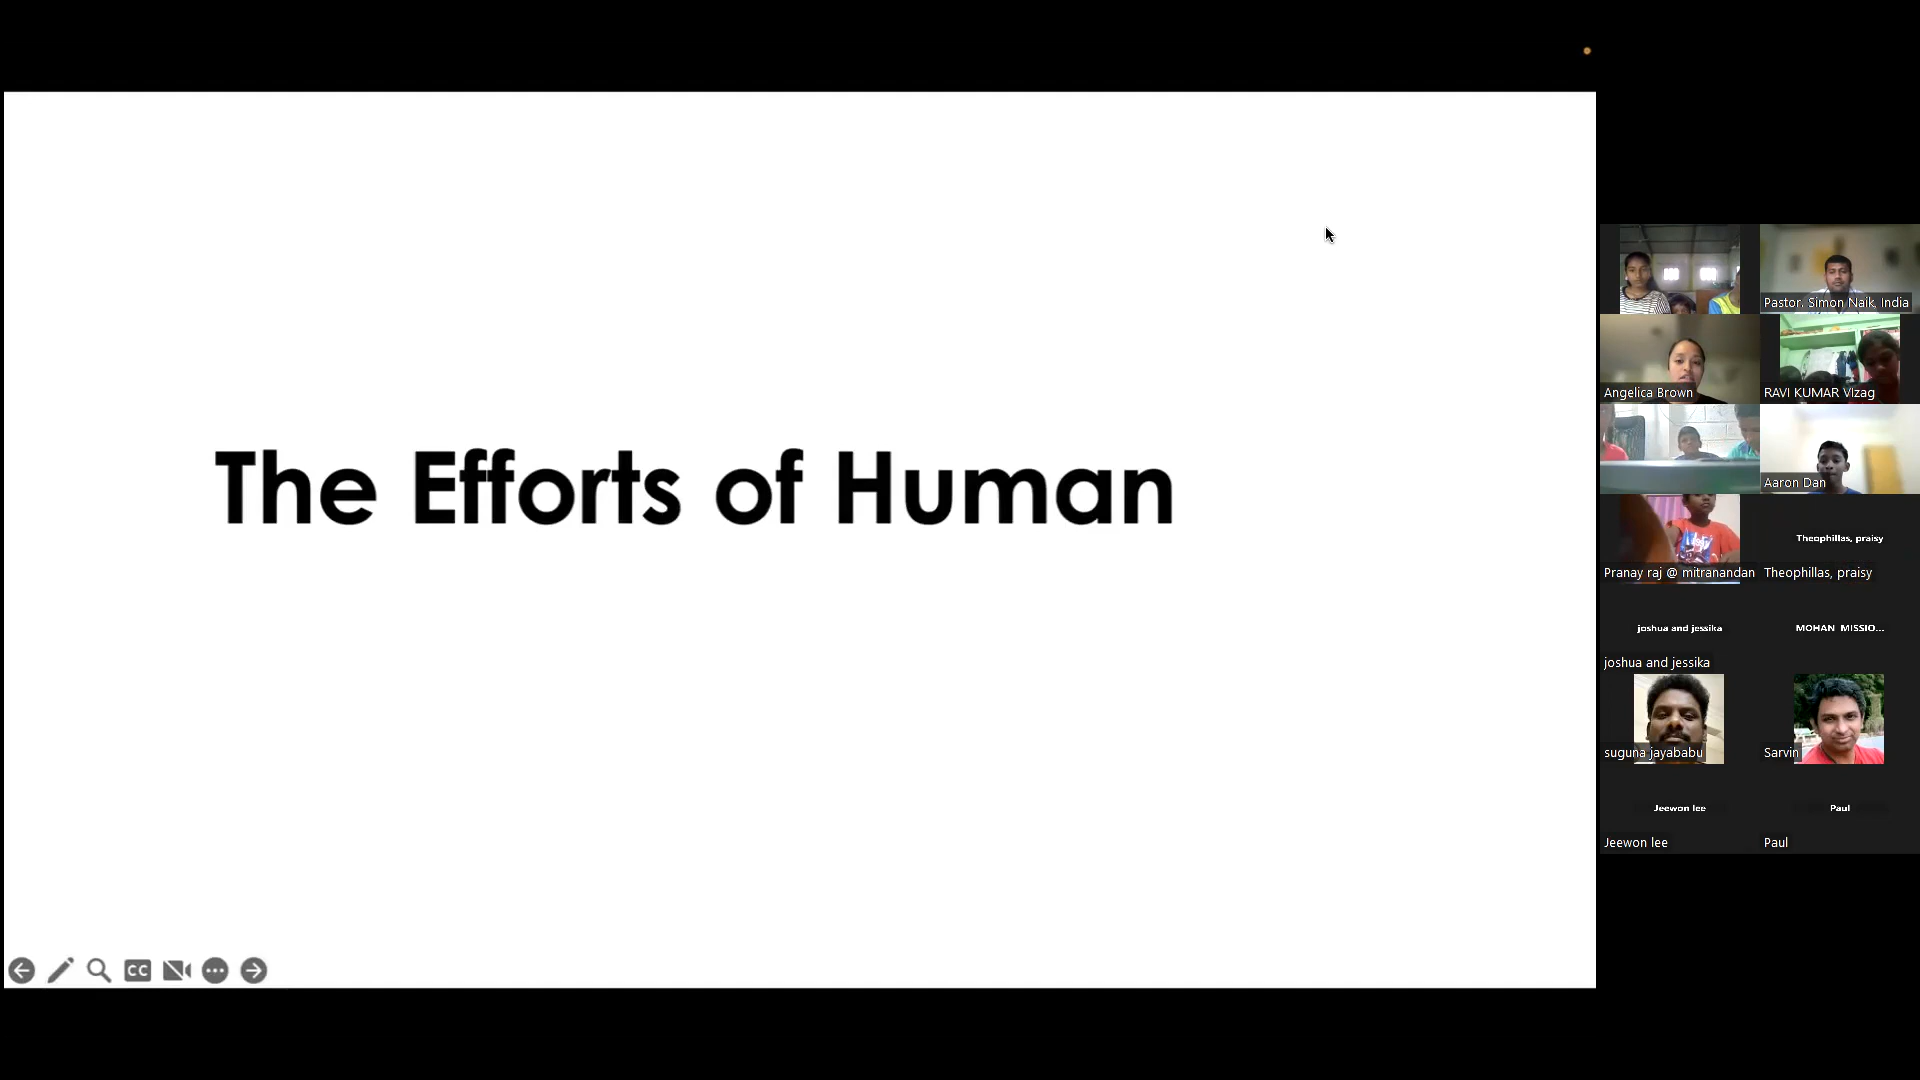 The Efforts of Human
Pastor. Simon Naik, India
Angelica Brown
RAVI KUMAR VIzag
Aaron Dan
Pranay raj @ mitranandan
Theophillas, praisy
Theophillas, praisy
joshua and jessika
joshua and jessika
MOHAN MISSIO...
suguna jayababu
Sarvin
Jeewon lee
Jeewon lee
Paul
Paul
CC